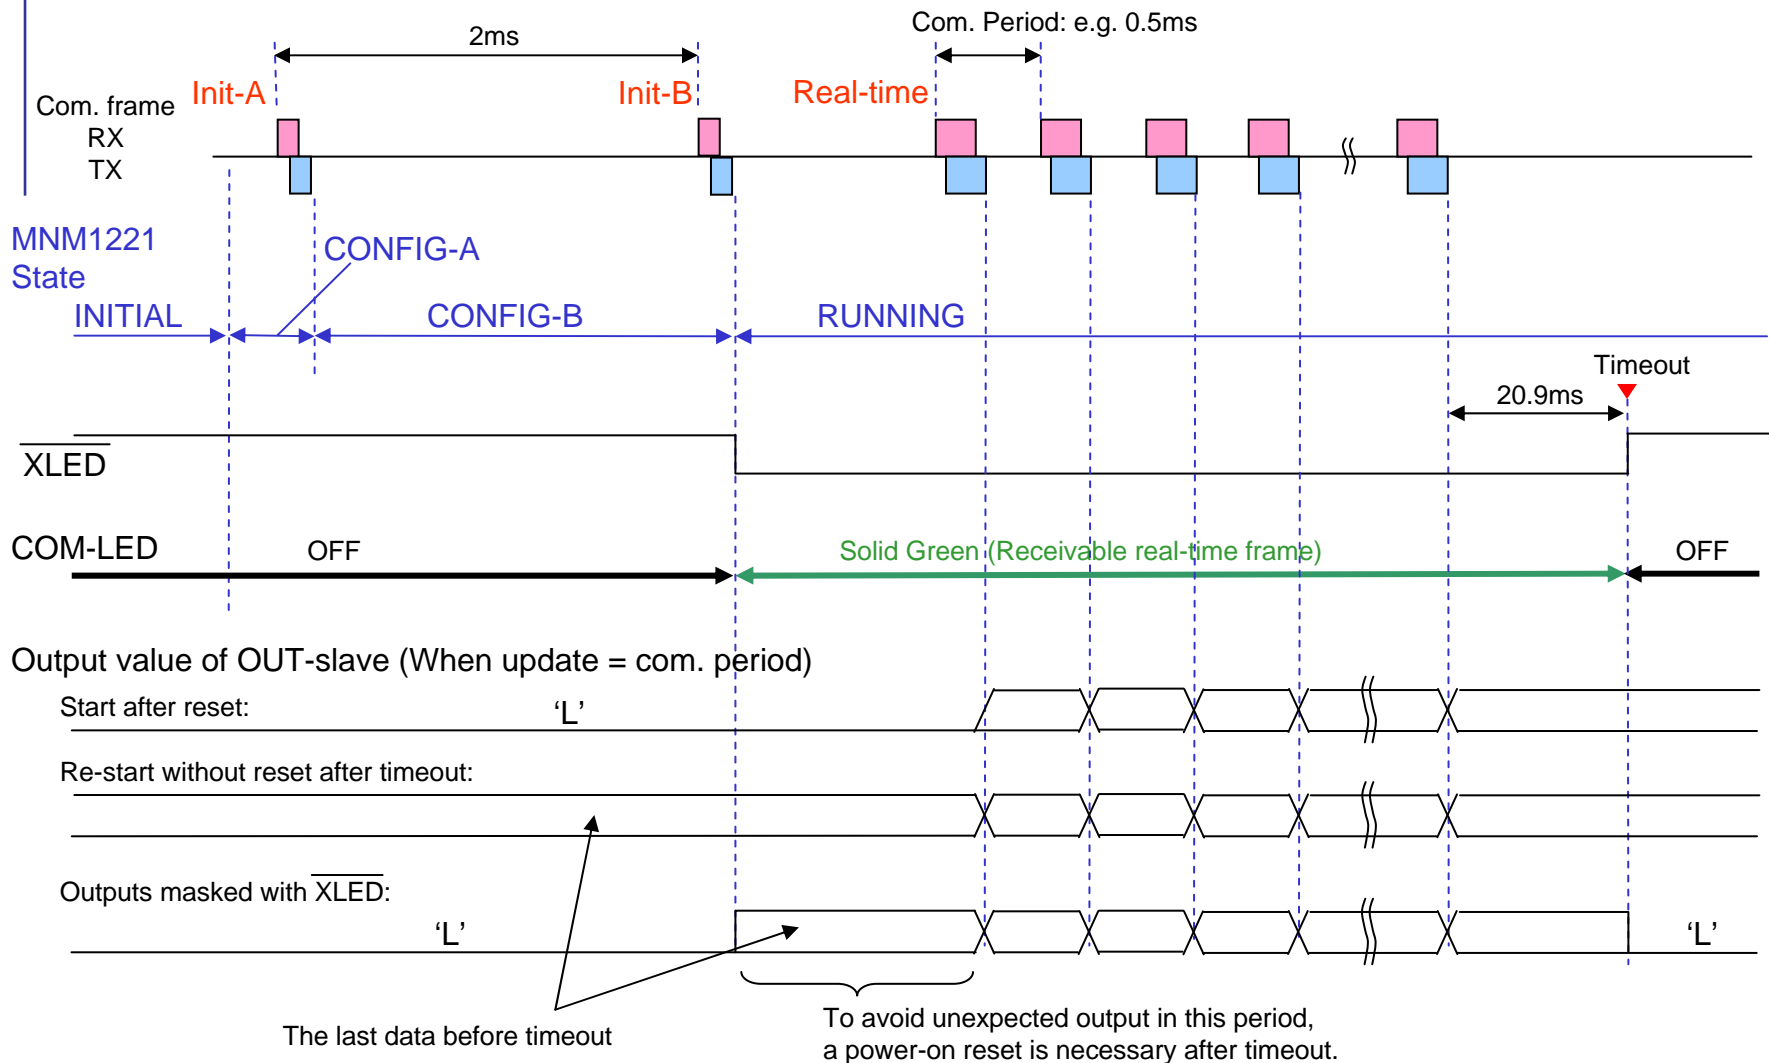 Com. Period: e.g. 0.5ms
2ms
Init-A
Init-B
Real-time
Com. frame
RX
TX
MNM1221
State
CONFIG-A
INITIAL
CONFIG-B
RUNNING
Timeout
20.9ms
XLED
COM-LED
OFF
Solid Green (Receivable real-time frame)
OFF
Output value of OUT-slave (When update = com. period)
Start after reset:
‘L’
Re-start without reset after timeout:
Outputs masked with XLED:
‘L’
‘L’
The last data before timeout
To avoid unexpected output in this period,
a power-on reset is necessary after timeout.